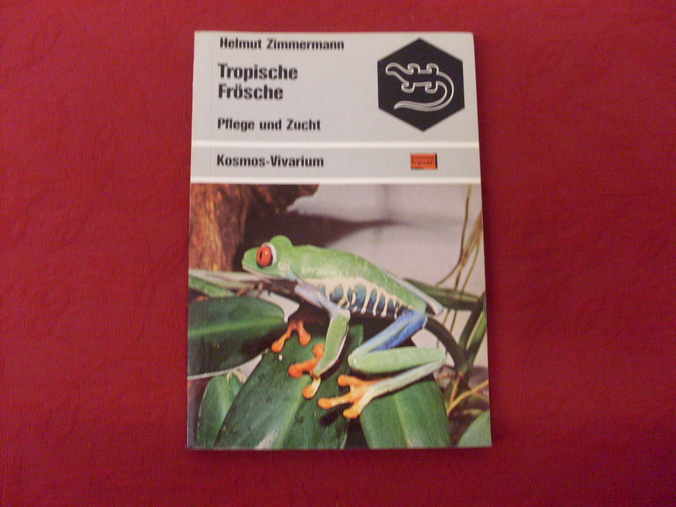 Helmut Zimmermann
Tropische
Frösche
Pflege und Zucht
Kosmos-Vivarium